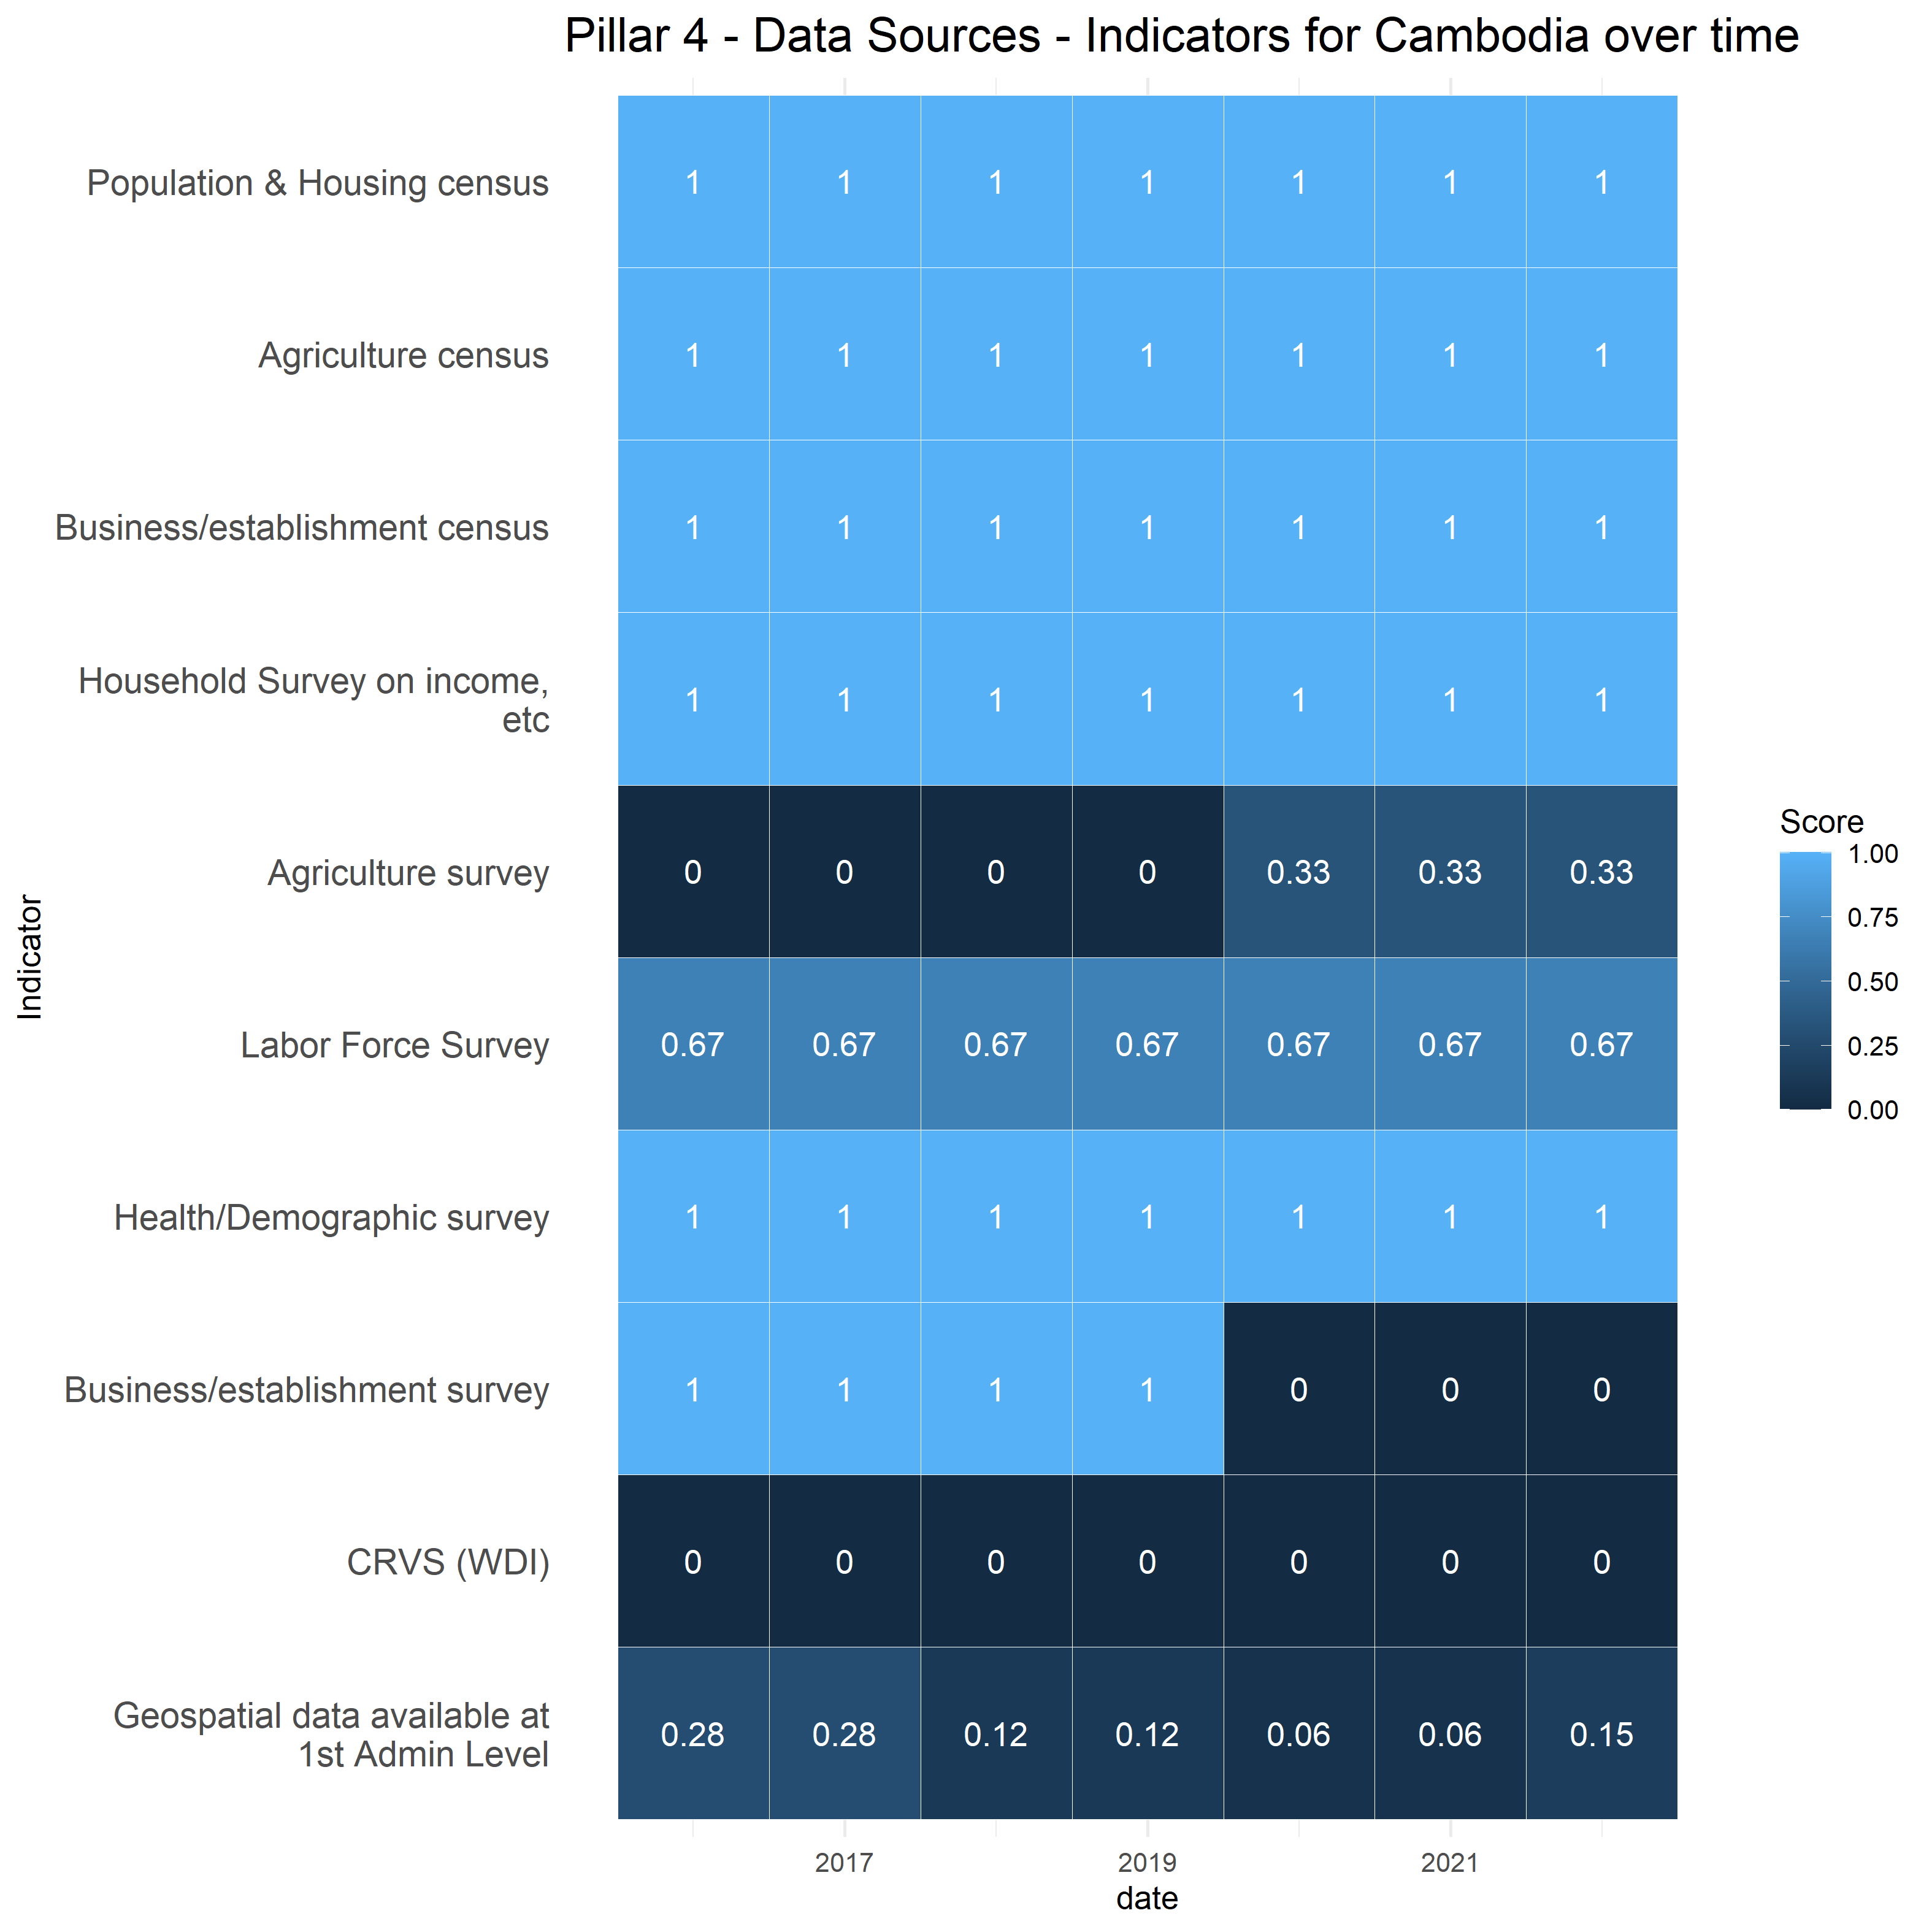 Pillar 4 - Data Sources - Indicators for Cambodia over time
Population & Housing census 1 1 1 1 1 1 1
Agriculture census 1 1 1 1 1 1 1
Business/establishment census 1 1 1 1 1 1 1
Household Survey on income,
etc
1 1 1 1 1 1 1
Agriculture survey 0 0 0 0 0.33 0.33 0.33
Labor Force Survey 0.67 0.67 0.67 0.67 0.67 0.67 0.67
Health/Demographic survey 1 1 1 1 1 1 1
Business/establishment survey 1 1 1 1 0 0 0
CRVS (WDI) 0 0 0 0 0 0 0
Geospatial data available at
1st Admin Level
0.28 0.28 0.12 0.12 0.06 0.06 0.15
2017 2019 2021
date
Indicator
Score
1.00
0.75
0.50
0.25
0.00